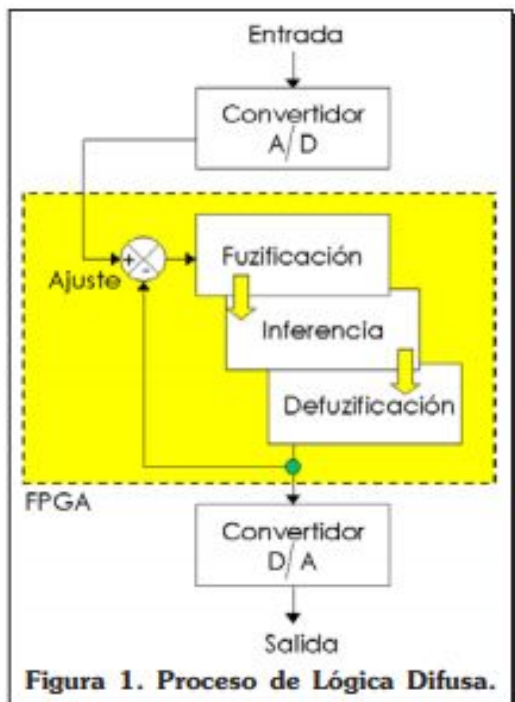 Entrada
Convertidor
A/D
+
-
Ajuste
Fuzificación
Inferencia
Defuzificación
FPGA
Convertidor
D/A
Salida
Figura 1. Proceso de Lógica Difusa.